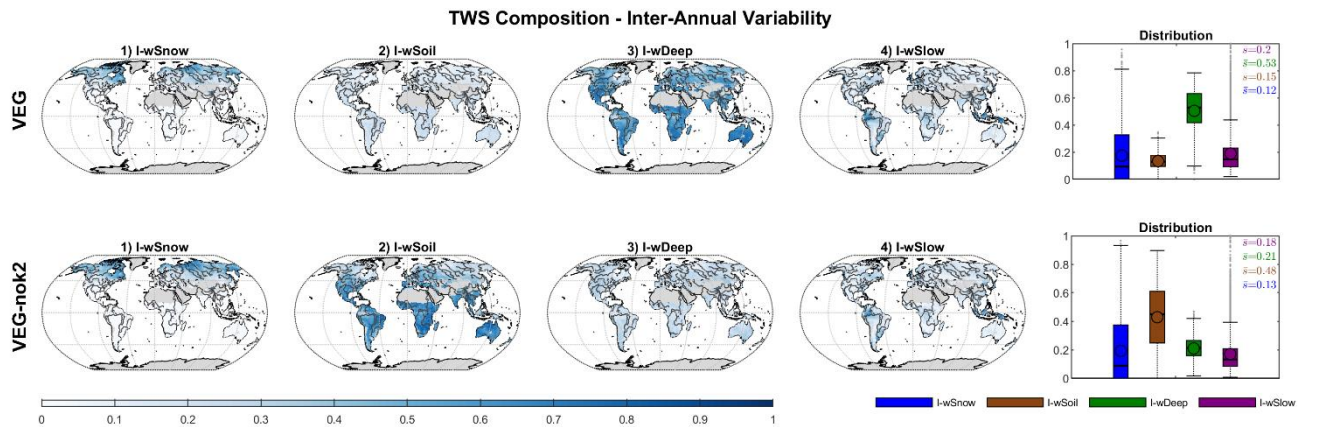 TWS Composition - Inter-Annual Variability
VEG
1) I-wSnow
2) I-wSoil
3) I-wDeep
4) I-wSlow
Distribution
1
0.8
0.6
0.4
0.2
0
s̄=0.2
s̄=0.53
s̄=0.15
s̄=0.12
VEG-nok2
1) I-wSnow
2) I-wSoil
3) I-wDeep
4) I-wSlow
Distribution
1
0.8
0.6
0.4
0.2
0
s̄=0.18
s̄=0.21
s̄=0.48
s̄=0.13
0 0.1 0.2 0.3 0.4 0.5 0.6 0.7 0.8 0.9 1
I-wSnow I-wSoil I-wDeep I-wSlow